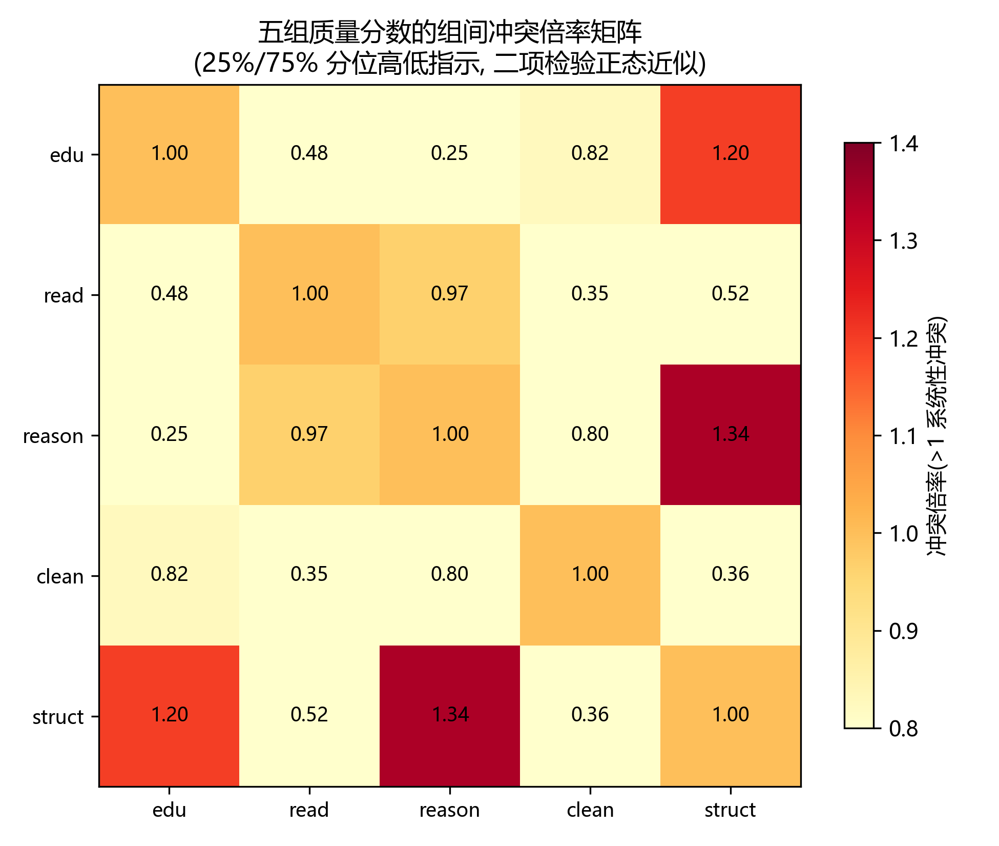 五组质量分数的组间冲突倍率矩阵
(25%/75% 分位高低指示, 二项检验正态近似)
edu 1.00 0.48 0.25 0.82 1.20
read 0.48 1.00 0.97 0.35 0.52
reason 0.25 0.97 1.00 0.80 1.34
clean 0.82 0.35 0.80 1.00 0.36
struct 1.20 0.52 1.34 0.36 1.00
edu read reason clean struct
1.4
1.3
1.2
1.1
1.0
0.9
0.8
冲突倍率(> 1 系统性冲突)